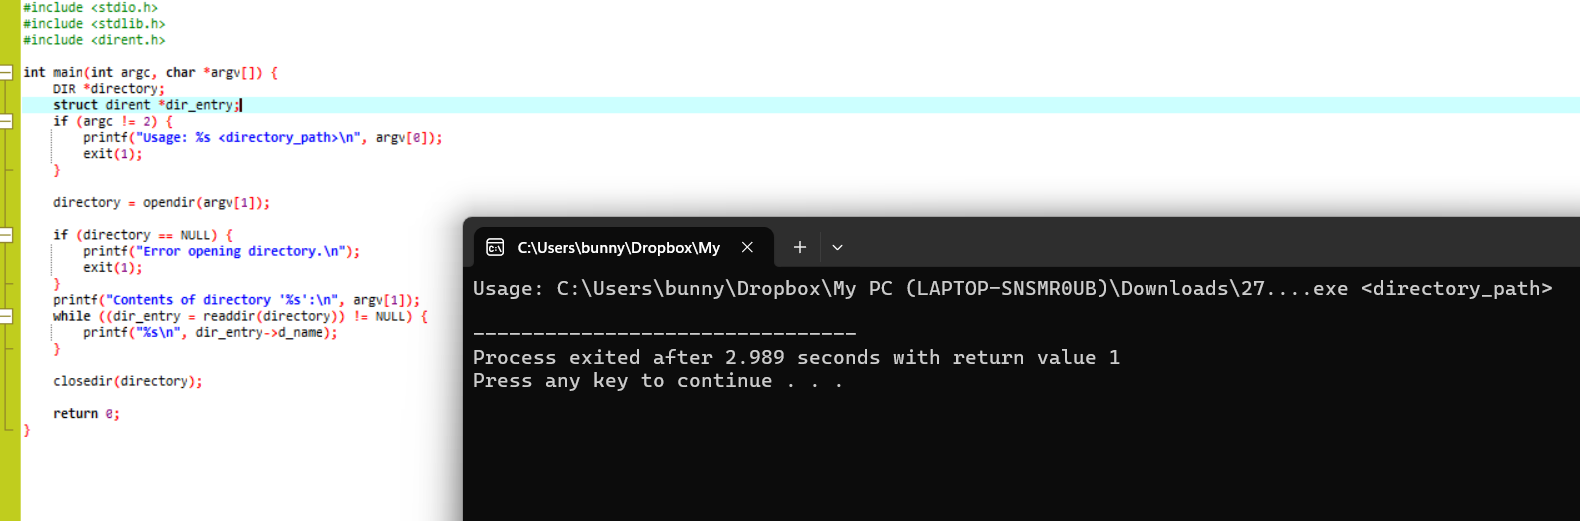 #include <stdio.h>
#include <stdlib.h>
#include <dirent.h>
int main(int argc, char *argv[]) {
DIR *directory;
struct dirent *dir_entry;
if (argc != 2) {
printf("Usage: %s <directory_path>\n", argv[0]);
exit(1);
}
directory = opendir(argv[1]);
if (directory == NULL) {
printf("Error opening directory.\n");
exit(1);
}
printf("Contents of directory '%s':\n", argv[1]);
while ((dir_entry = readdir(directory)) != NULL) {
printf("%s\n", dir_entry->d_name);
}
closedir(directory);
return 0;
}
C:\Users\bunny\Dropbox\My
Usage: C:\Users\bunny\Dropbox\My PC (LAPTOP-SNSMR0UB)\Downloads\27....exe <directory_path>
--------------------------------
Process exited after 2.989 seconds with return value 1
Press any key to continue . . .